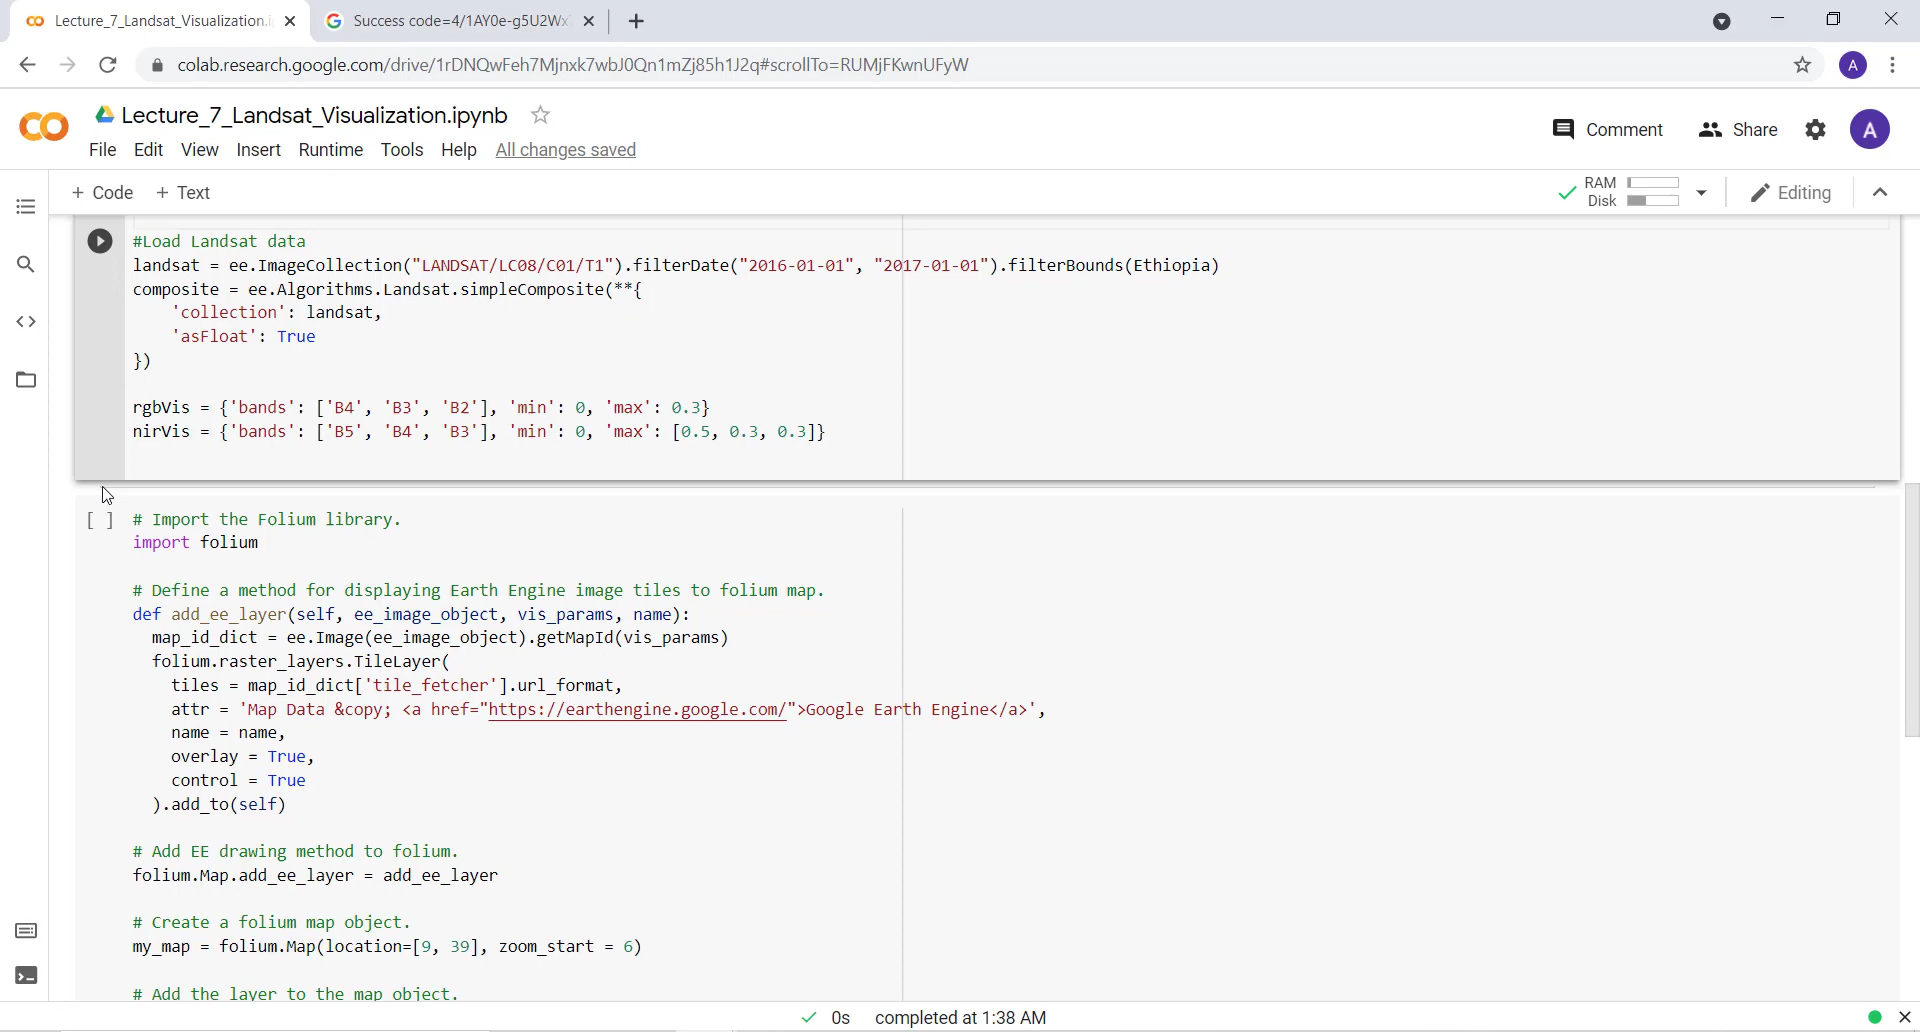 Lecture_7_Landsat_Visualization.i
Success code=4/1AY0e-g5U2Wx
colab.research.google.com/drive/1rDNQwFeh7Mjnxk7wbJ0Qn1mZj85h1J2q#scrollTo=RUMjFKwnUFyW
A
Lecture_7_Landsat_Visualization.ipynb
Comment
Share
A
File Edit View Insert Runtime Tools Help All changes saved
+ Code + Text
RAM
Disk
Editing
#Load Landsat data
landsat = ee.ImageCollection("LANDSAT/LC08/C01/T1").filterDate("2016-01-01", "2017-01-01").filterBounds(Ethiopia)
composite = ee.Algorithms.Landsat.simpleComposite(**{
'collection': landsat,
'asFloat': True
})
rgbVis = {'bands': ['B4', 'B3', 'B2'], 'min': 0, 'max': 0.3}
nirVis = {'bands': ['B5', 'B4', 'B3'], 'min': 0, 'max': [0.5, 0.3, 0.3]}
[ ] # Import the Folium library.
import folium
# Define a method for displaying Earth Engine image tiles to folium map.
def add_ee_layer(self, ee_image_object, vis_params, name):
map_id_dict = ee.Image(ee_image_object).getMapId(vis_params)
folium.raster_layers.TileLayer(
tiles = map_id_dict['tile_fetcher'].url_format,
attr = 'Map Data &copy; <a href="https://earthengine.google.com/">Google Earth Engine</a>',
name = name,
overlay = True,
control = True
).add_to(self)
# Add EE drawing method to folium.
folium.Map.add_ee_layer = add_ee_layer
# Create a folium map object.
my_map = folium.Map(location=[9, 39], zoom_start = 6)
# Add the layer to the map object.
0s completed at 1:38 AM